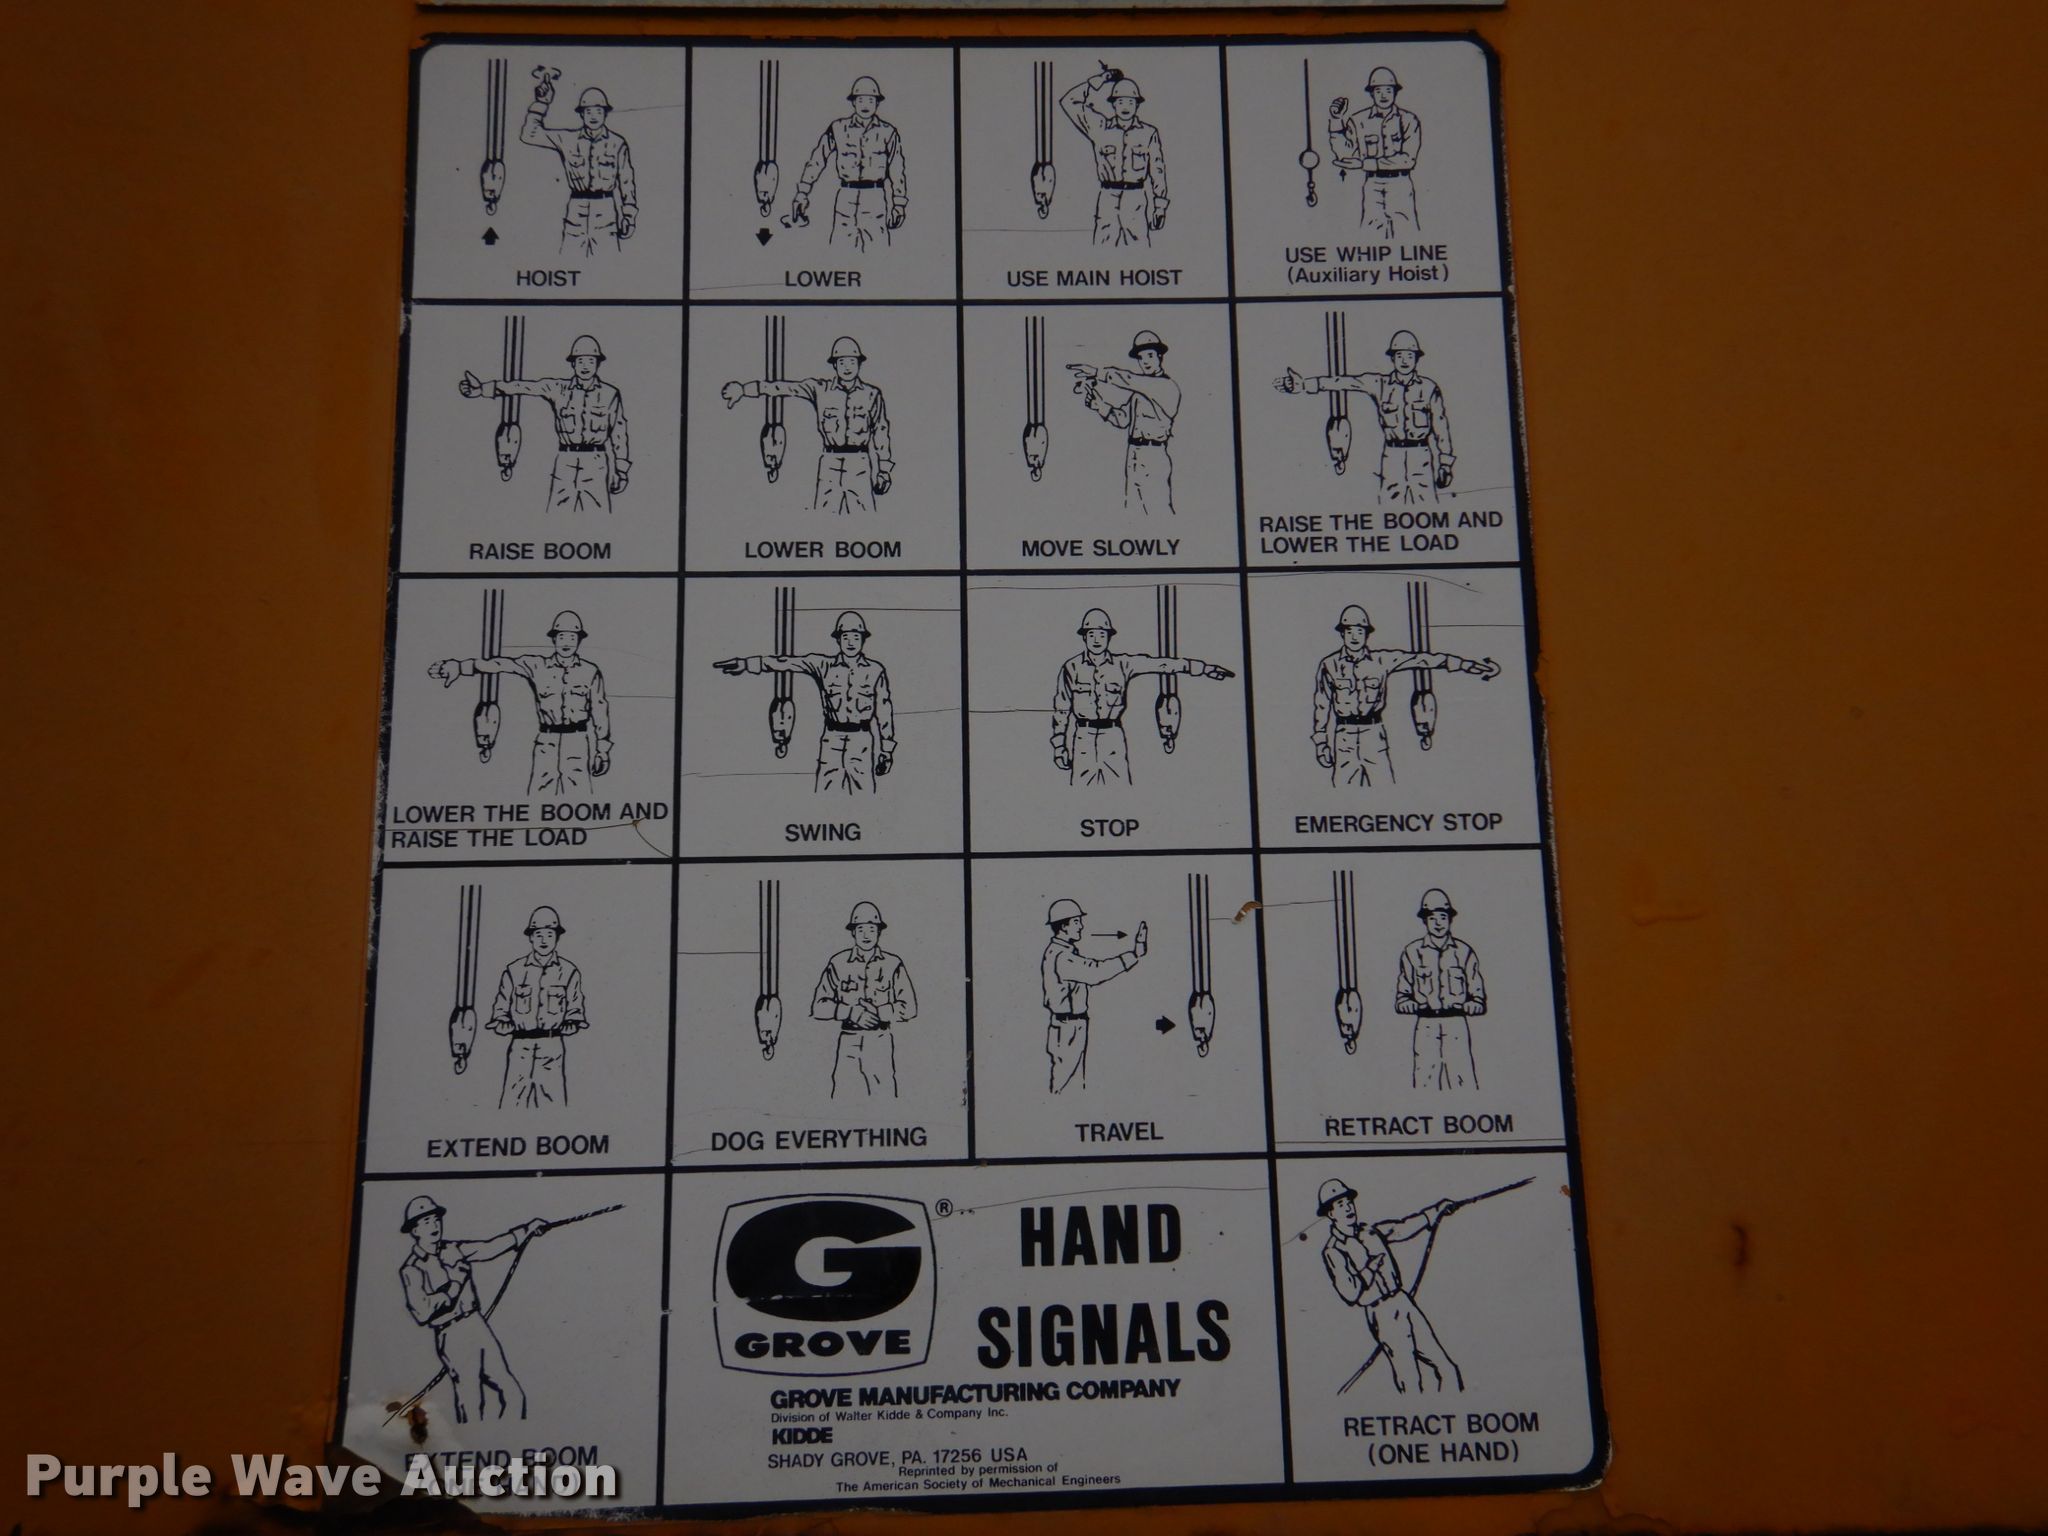 HOIST
LOWER
USE MAIN HOIST
USE WHIP LINE
(Auxiliary Hoist)
RAISE BOOM
LOWER BOOM
MOVE SLOWLY
RAISE THE BOOM AND
LOWER THE LOAD
LOWER THE BOOM AND
RAISE THE LOAD
SWING
STOP
EMERGENCY STOP
EXTEND BOOM
DOG EVERYTHING
TRAVEL
RETRACT BOOM
EXTEND BOOM
G
GROVE
®
HAND
SIGNALS
GROVE MANUFACTURING COMPANY
Division of Walter Kidde & Company Inc.
KIDDE
SHADY GROVE, PA. 17256 USA
Reprinted by permission of
The American Society of Mechanical Engineers
RETRACT BOOM
(ONE HAND)
Purple Wave Auction